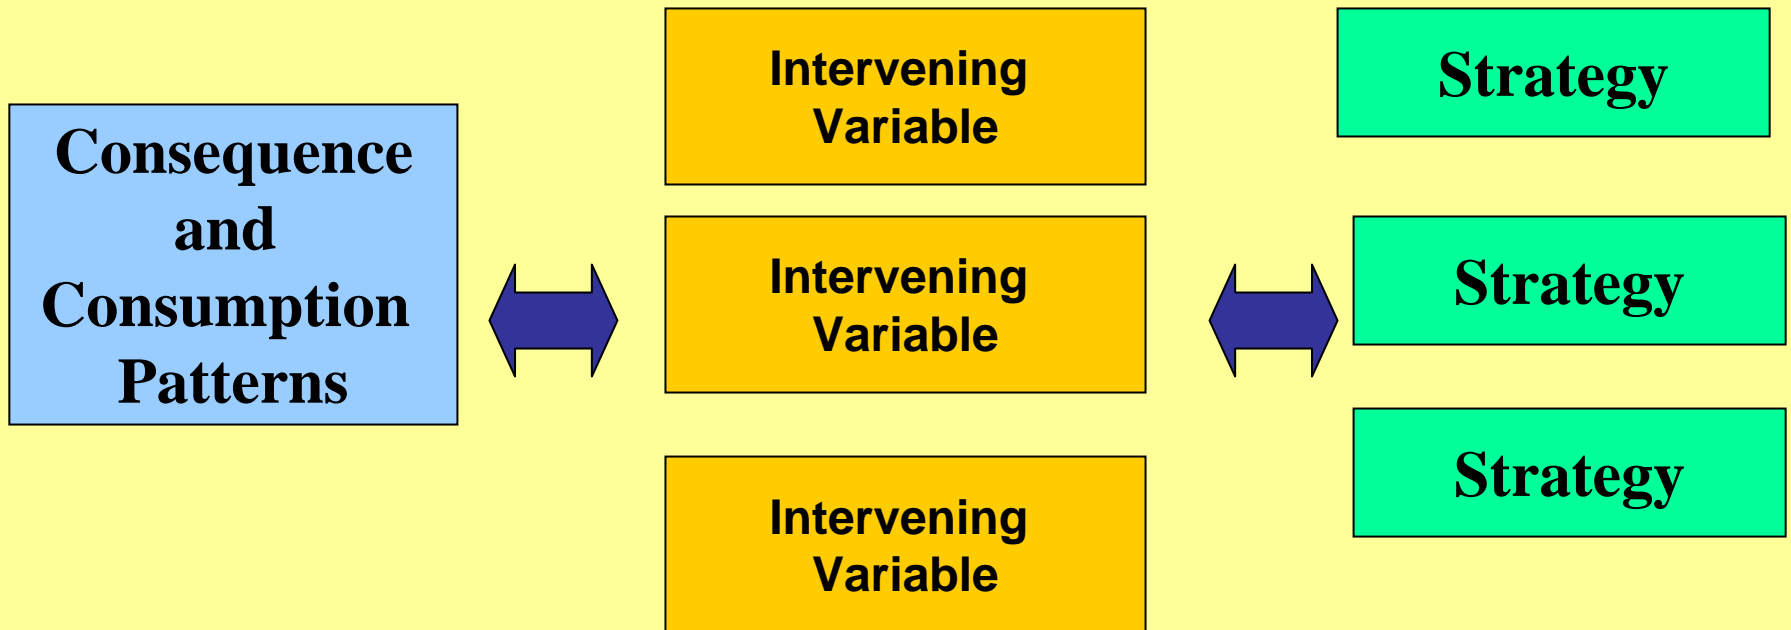 Consequence
and
Consumption
Patterns
Intervening
Variable
Intervening
Variable
Intervening
Variable
Strategy
Strategy
Strategy